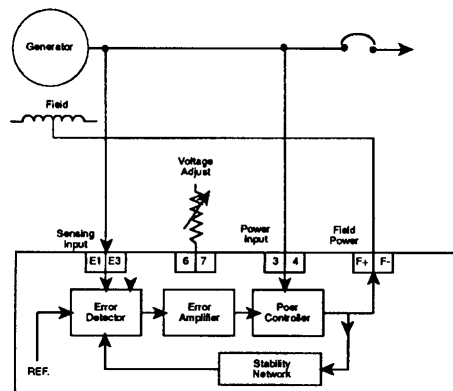 Generator
Field
Voltage
Adjust
Sensing
Input
Power
Input
Field
Power
E1 E3
6 7
3 4
F+ F-
Error
Detector
Error
Amplifier
Poer
Controller
REF.
Stability
Network